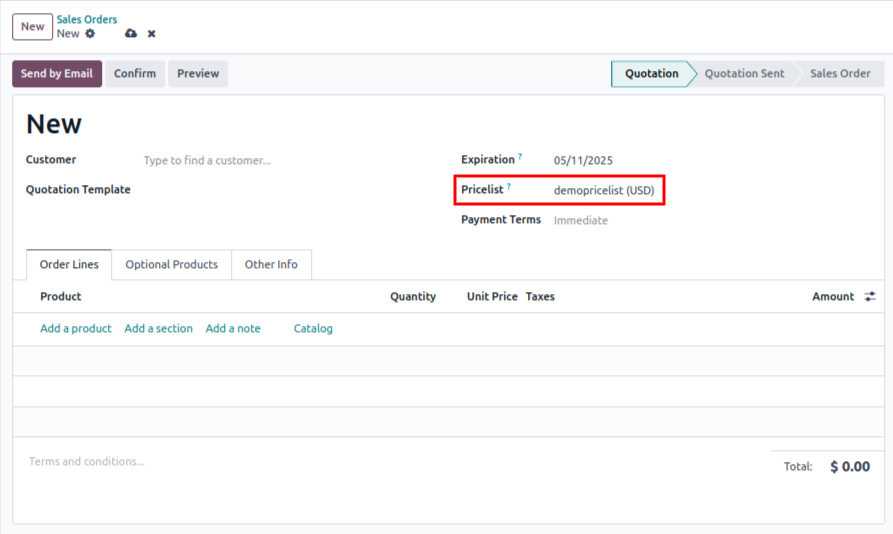 New
Sales Orders
New
Send by Email Confirm Preview
Quotation Quotation Sent Sales Order
New
Customer Type to find a customer...
Expiration ? 05/11/2025
Quotation Template
Pricelist ? demopricelist (USD)
Payment Terms Immediate
Order Lines Optional Products Other Info
Product Quantity Unit Price Taxes Amount
Add a product Add a section Add a note Catalog
Terms and conditions...
Total: $ 0.00